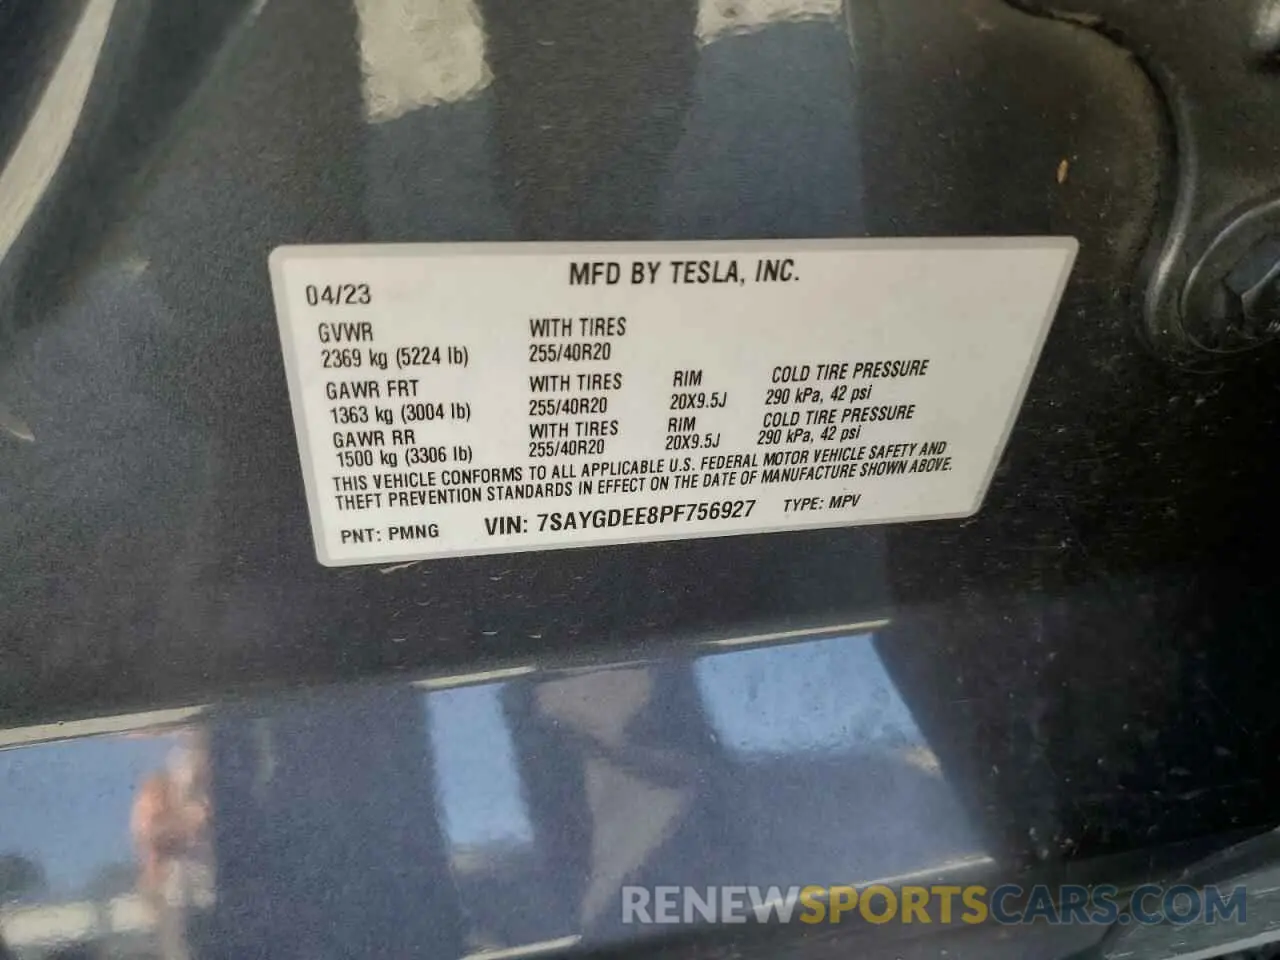 MFD BY TESLA, INC.
04/23
GVWR WITH TIRES
2369 kg (5224 lb) 255/40R20
GAWR FRT WITH TIRES RIM COLD TIRE PRESSURE
1363 kg (3004 lb) 255/40R20 20X9.5J 290 kPa, 42 psi
GAWR RR WITH TIRES RIM COLD TIRE PRESSURE
1500 kg (3306 lb) 255/40R20 20X9.5J 290 kPa, 42 psi
THIS VEHICLE CONFORMS TO ALL APPLICABLE U.S. FEDERAL MOTOR VEHICLE SAFETY AND
THEFT PREVENTION STANDARDS IN EFFECT ON THE DATE OF MANUFACTURE SHOWN ABOVE.
PNT: PMNG VIN: 7SAYGDEE8PF756927 TYPE: MPV
RENEWSPORTSCARS.COM